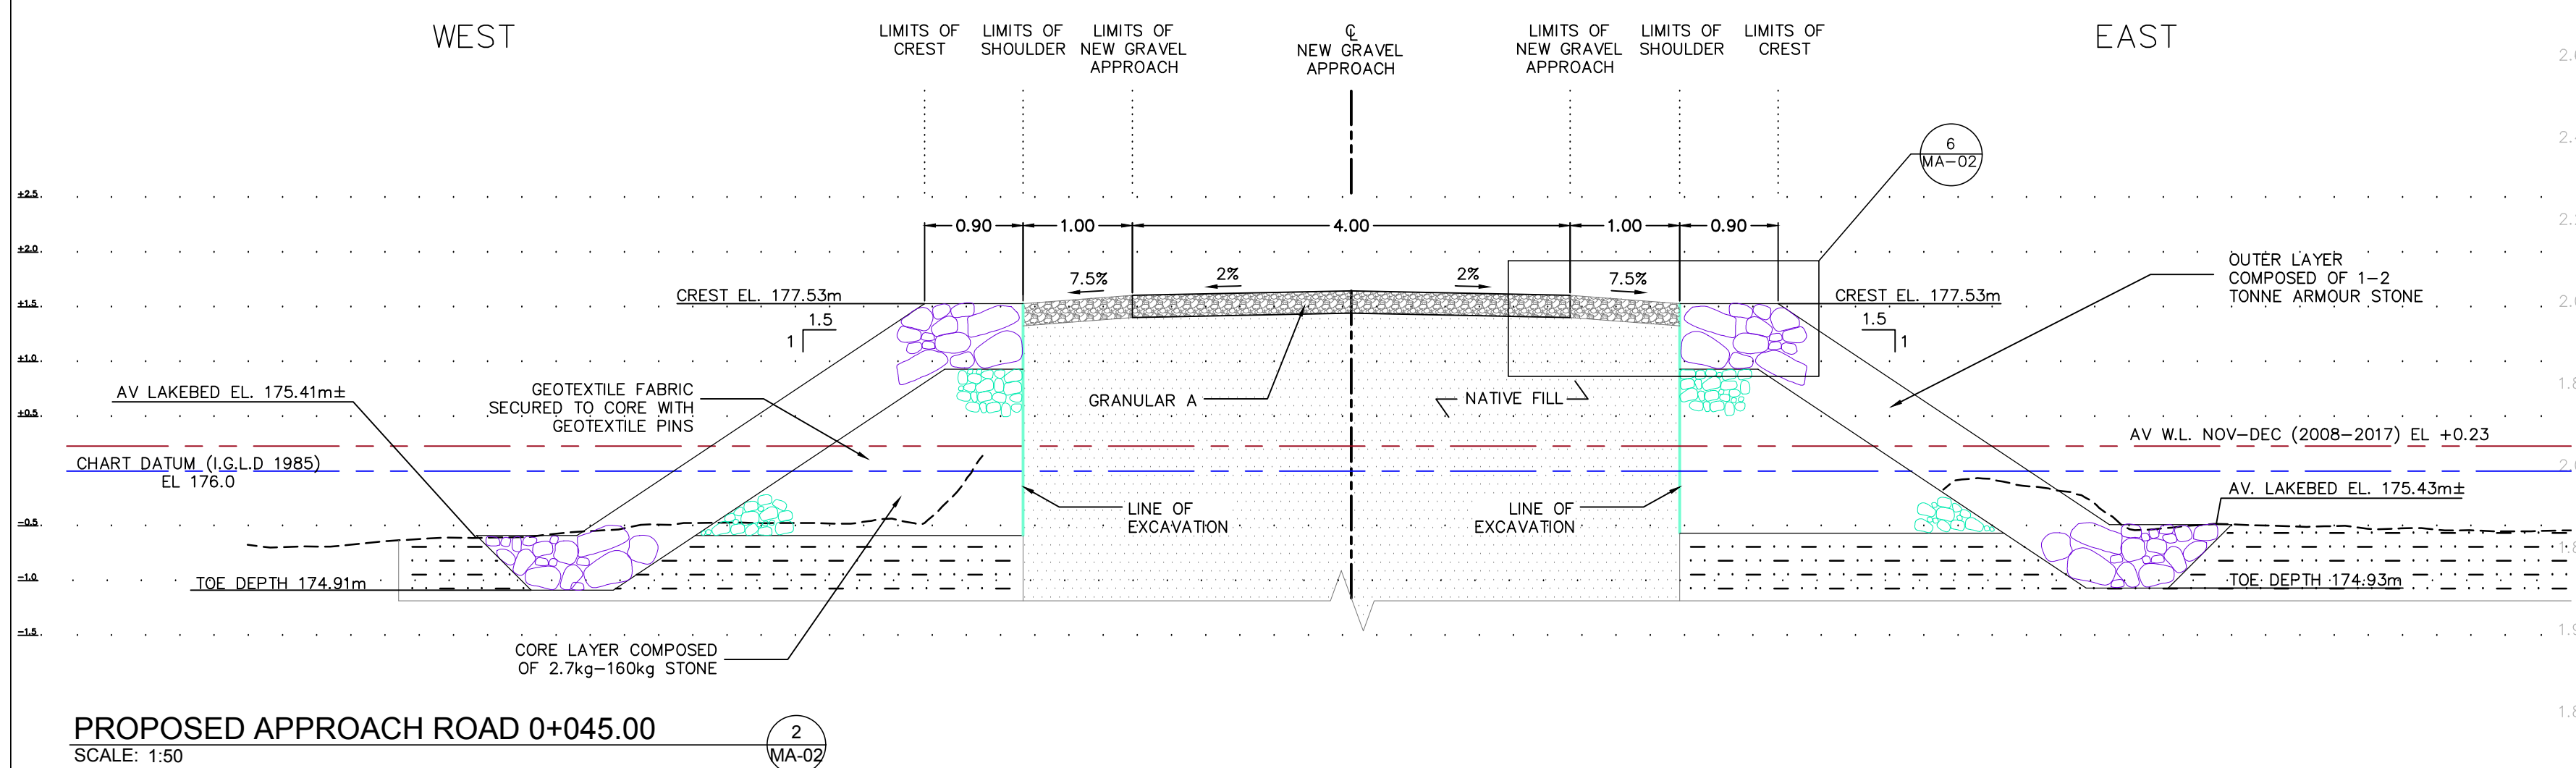 WEST
LIMITS OF
CREST
LIMITS OF
SHOULDER
LIMITS OF
NEW GRAVEL
APPROACH
℄
NEW GRAVEL
APPROACH
LIMITS OF
NEW GRAVEL
APPROACH
LIMITS OF
SHOULDER
LIMITS OF
CREST
EAST
6
MA-02
+2.5
+2.0
+1.5
+1.0
+0.5
-0.5
-1.0
-1.5
0.90
1.00
4.00
1.00
0.90
7.5%
2%
2%
7.5%
CREST EL. 177.53m
1.5
1
CREST EL. 177.53m
1.5
1
OUTER LAYER
COMPOSED OF 1-2
TONNE ARMOUR STONE
AV LAKEBED EL. 175.41m±
GEOTEXTILE FABRIC
SECURED TO CORE WITH
GEOTEXTILE PINS
GRANULAR A
NATIVE FILL
AV W.L. NOV-DEC (2008-2017) EL +0.23
CHART DATUM (I.G.L.D 1985)
EL 176.0
AV. LAKEBED EL. 175.43m±
LINE OF
EXCAVATION
LINE OF
EXCAVATION
TOE DEPTH 174.91m
TOE DEPTH 174.93m
CORE LAYER COMPOSED
OF 2.7kg-160kg STONE
PROPOSED APPROACH ROAD 0+045.00
SCALE: 1:50
2
MA-02